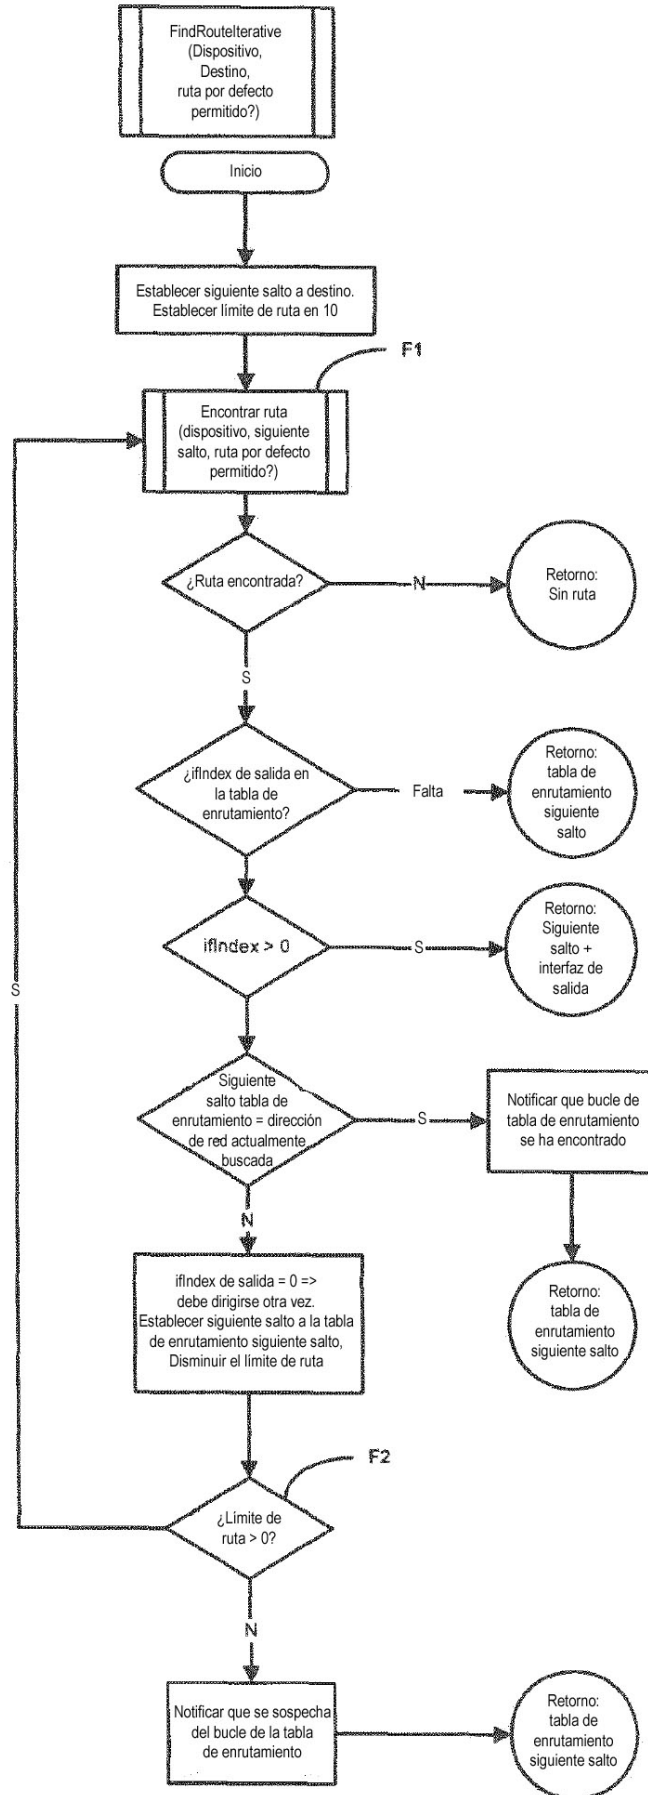 FindRouteIterative
(Dispositivo,
Destino,
ruta por defecto
permitido?)
Inicio
Establecer siguiente salto a destino.
Establecer límite de ruta en 10
F1
Encontrar ruta
(dispositivo, siguiente
salto, ruta por defecto
permitido?)
¿Ruta encontrada?
N
Retorno:
Sin ruta
S
¿ifIndex de salida en
la tabla de
enrutamiento?
Falta
Retorno:
tabla de
enrutamiento
siguiente
salto
ifIndex > 0
S
Retorno:
Siguiente
salto +
interfaz de
salida
S
Siguiente
salto tabla de
enrutamiento = dirección
de red actualmente
buscada
S
Notificar que bucle de
tabla de enrutamiento
se ha encontrado
N
Retorno:
tabla de
enrutamiento
siguiente salto
ifIndex de salida = 0 =>
debe dirigirse otra vez.
Establecer siguiente salto a la tabla
de enrutamiento siguiente salto,
Disminuir el límite de ruta
F2
¿Límite de
ruta > 0?
N
Notificar que se sospecha
del bucle de la tabla
de enrutamiento
Retorno:
tabla de
enrutamiento
siguiente salto